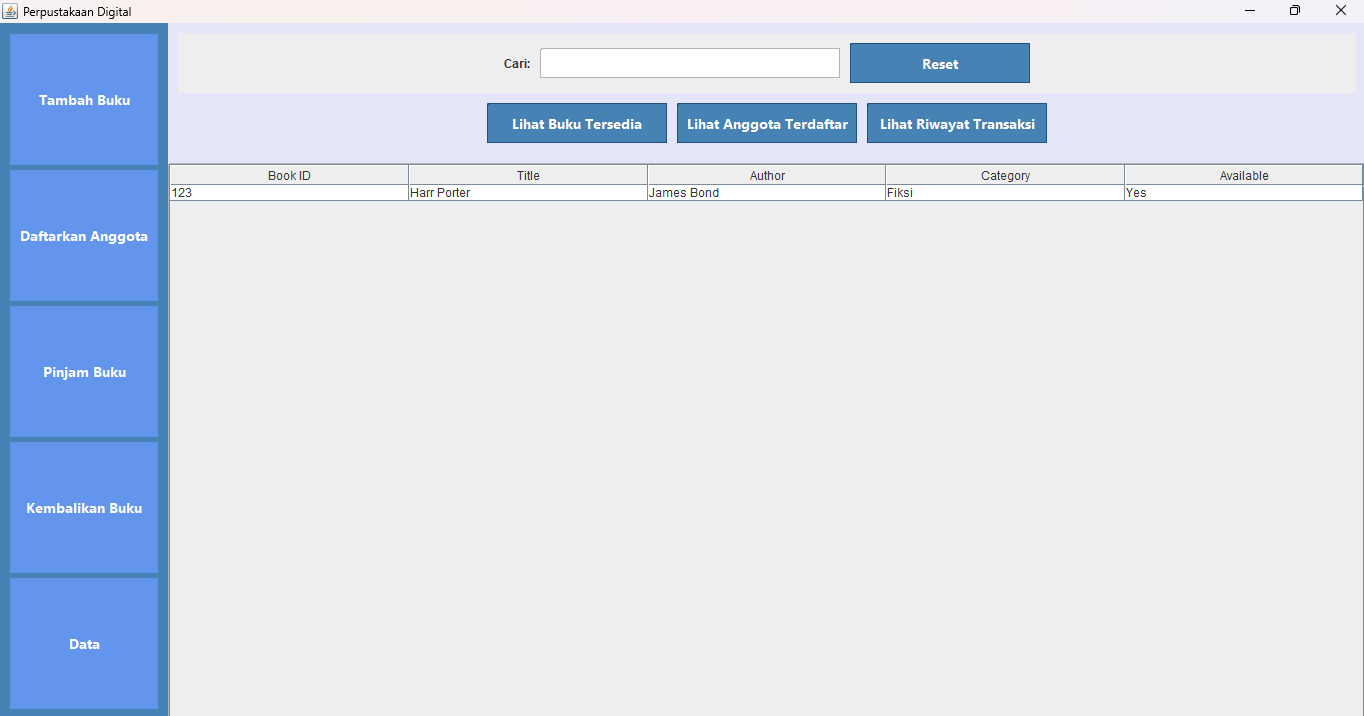 Perpustakaan Digital
Tambah Buku
Daftarkan Anggota
Pinjam Buku
Kembalikan Buku
Data
Cari:
Reset
Lihat Buku Tersedia
Lihat Anggota Terdaftar
Lihat Riwayat Transaksi
Book ID Title Author Category Available
123 Harr Porter James Bond Fiksi Yes